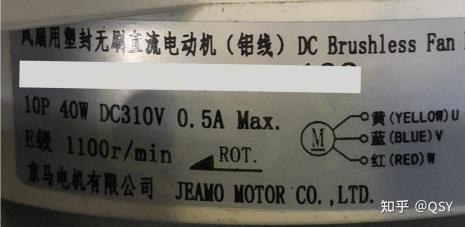 风扇用塑封无刷直流电动机（铝线）DC Brushless Fan
10P 40W DC310V 0.5A Max.
E级 1100r/min
ROT.
M
黄(YELLOW)U
蓝(BLUE)V
红(RED)W
京马电机有限公司 JEAMO MOTOR CO.,LTD.
知乎 @QSY